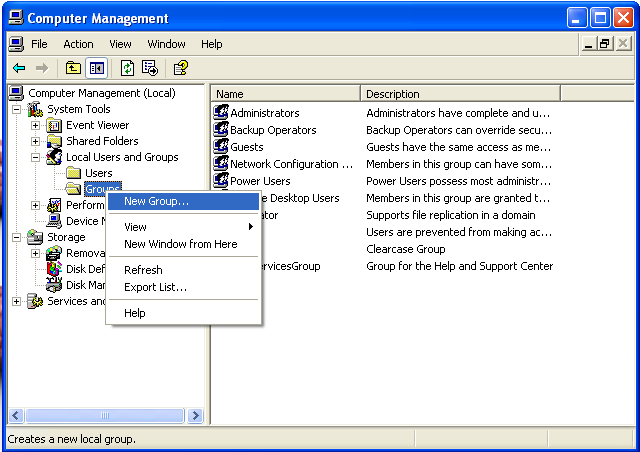 Computer Management
File Action View Window Help
Name Description
Computer Management (Local)
System Tools
Event Viewer
Shared Folders
Local Users and Groups
Users
Groups
Perform
Device M
Storage
Remova
Disk Def
Disk Mar
Services and
New Group...
View
New Window from Here
Refresh
Export List...
Help
Administrators Administrators have complete and u...
Backup Operators Backup Operators can override secu...
Guests Guests have the same access as me...
Network Configuration ... Members in this group can have som...
Power Users Power Users possess most administr...
e Desktop Users Members in this group are granted t...
ator Supports file replication in a domain
Users are prevented from making ac...
Clearcase Group
ServicesGroup Group for the Help and Support Center
Creates a new local group.